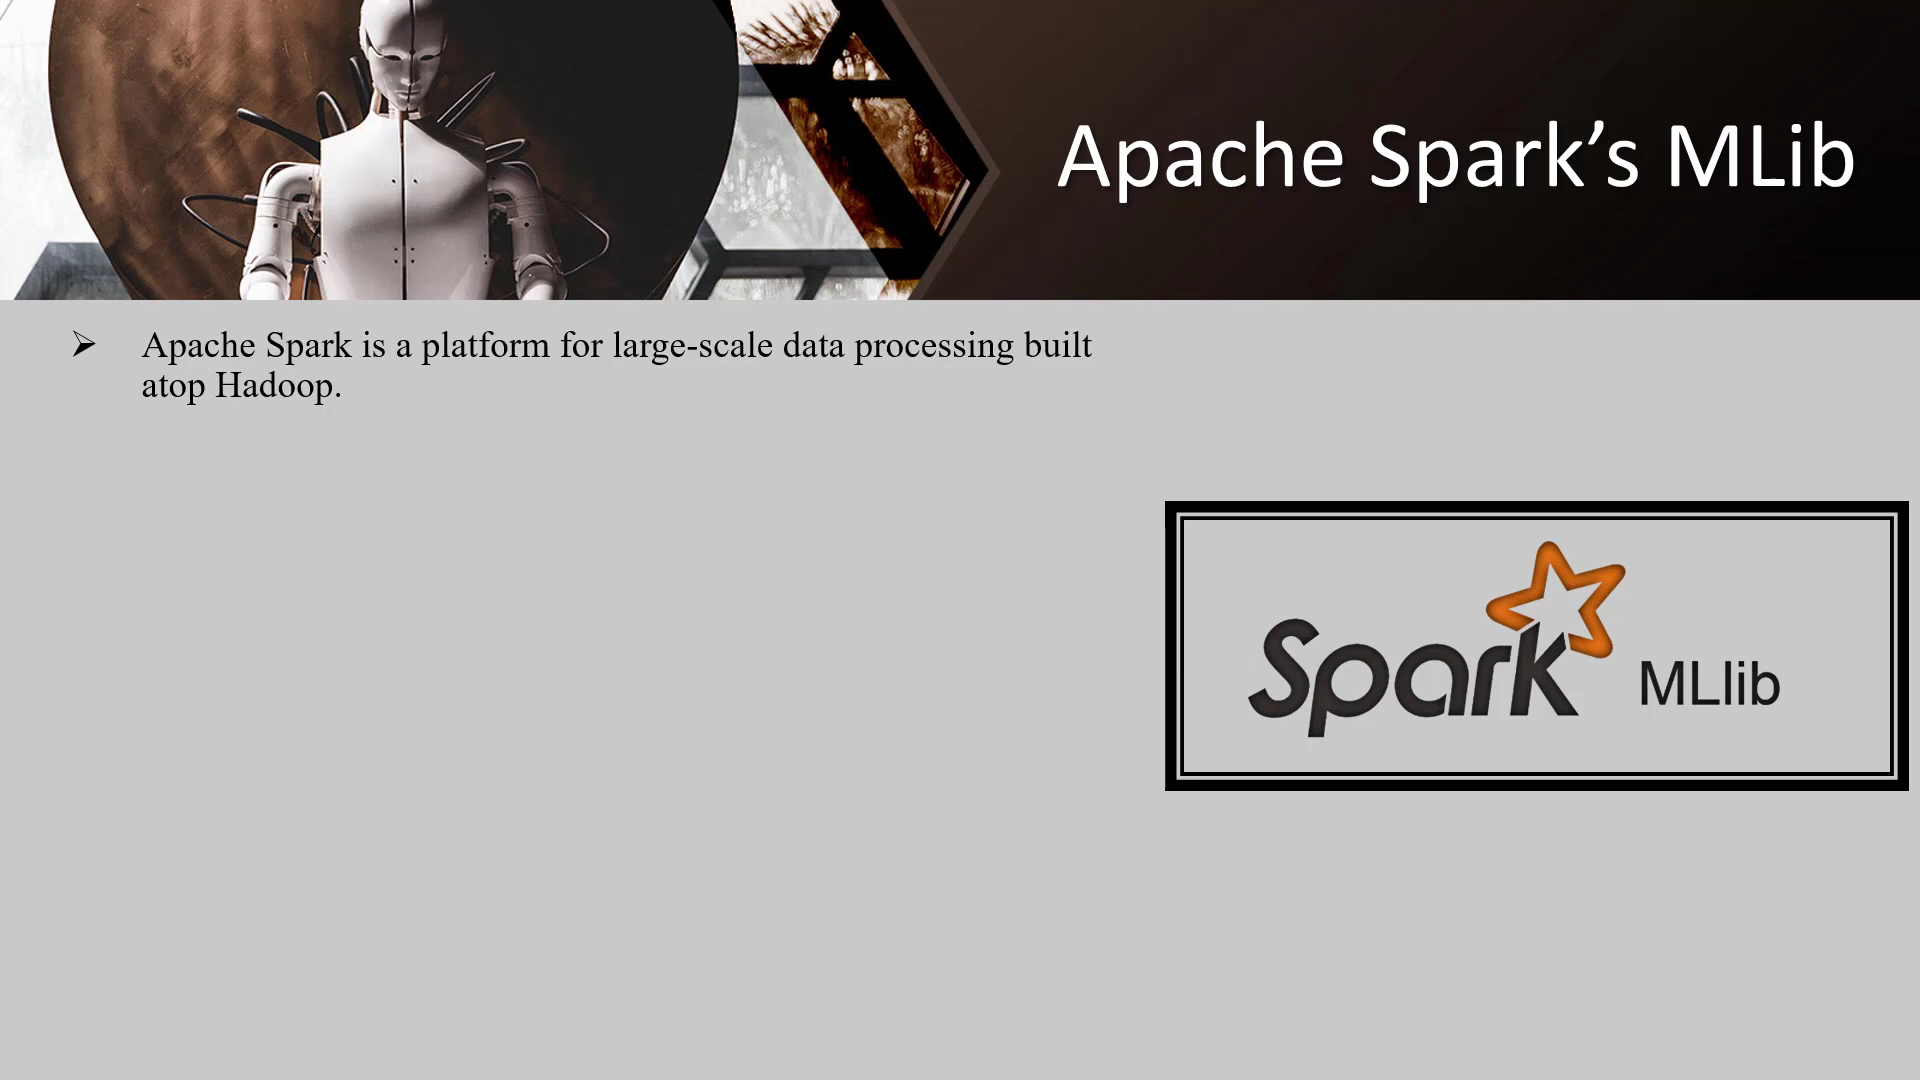 Apache Spark’s MLib
➢ Apache Spark is a platform for large-scale data processing built
atop Hadoop.
Spark MLlib